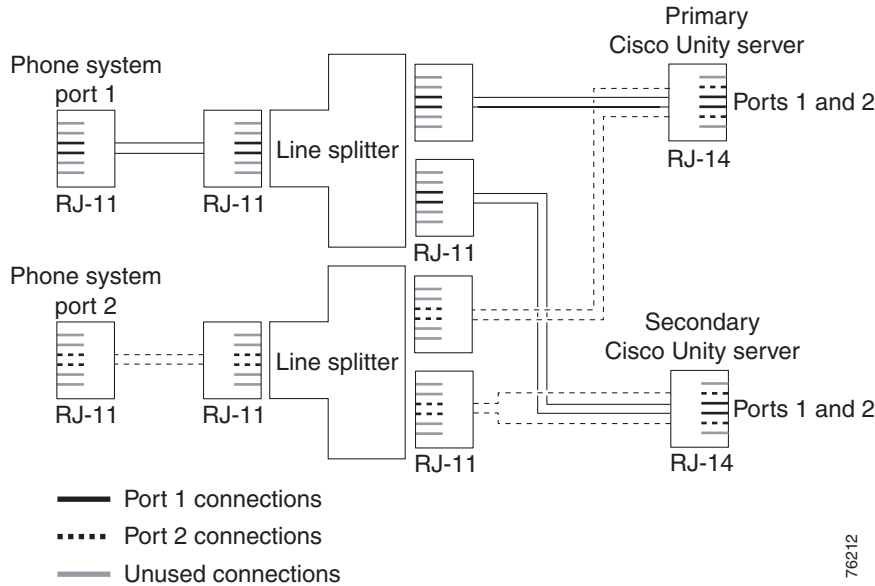 Primary
Cisco Unity server
Phone system
port 1
Line splitter
Ports 1 and 2
RJ-11
RJ-11
RJ-14
RJ-11
Phone system
port 2
Secondary
Cisco Unity server
Line splitter
Ports 1 and 2
RJ-11
RJ-11
RJ-11
RJ-14
Port 1 connections
Port 2 connections
Unused connections
76212